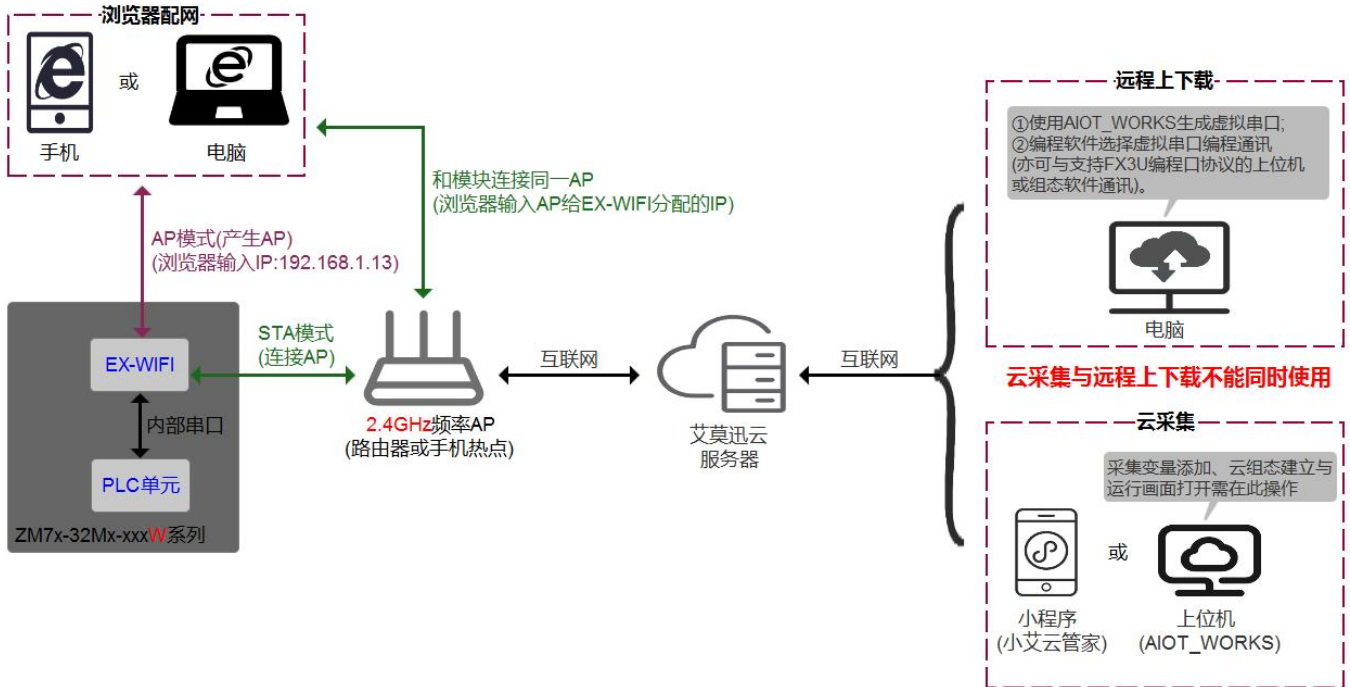 浏览器配网
或
手机
电脑
和模块连接同一AP
(浏览器输入AP给EX-WIFI分配的IP)
AP模式(产生AP)
(浏览器输入IP:192.168.1.13)
STA模式
(连接AP)
EX-WIFI
内部串口
PLC单元
ZM7x-32Mx-xxxW系列
2.4GHz频率AP
(路由器或手机热点)
互联网
艾莫迅云
服务器
互联网
远程上下载
①使用AIOT_WORKS生成虚拟串口;
②编程软件选择虚拟串口编程通讯
(亦可与支持FX3U编程口协议的上位机
或组态软件通讯)。
电脑
云采集与远程上下载不能同时使用
云采集
采集变量添加、云组态建立与
运行画面打开需在此操作
或
小程序
(小艾云管家)
上位机
(AIOT_WORKS)